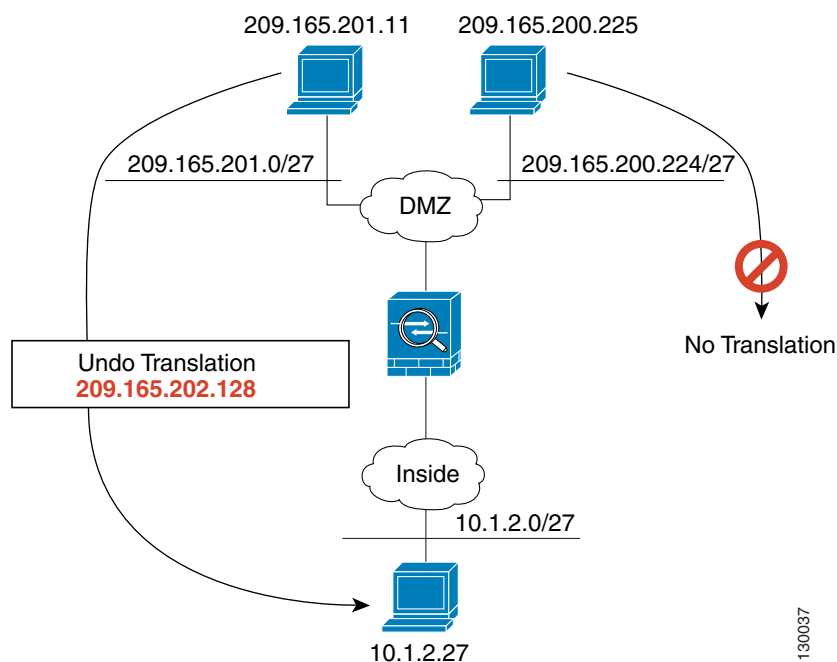 209.165.201.11
209.165.200.225
209.165.201.0/27
209.165.200.224/27
DMZ
No Translation
Undo Translation
209.165.202.128
Inside
10.1.2.0/27
10.1.2.27
130037